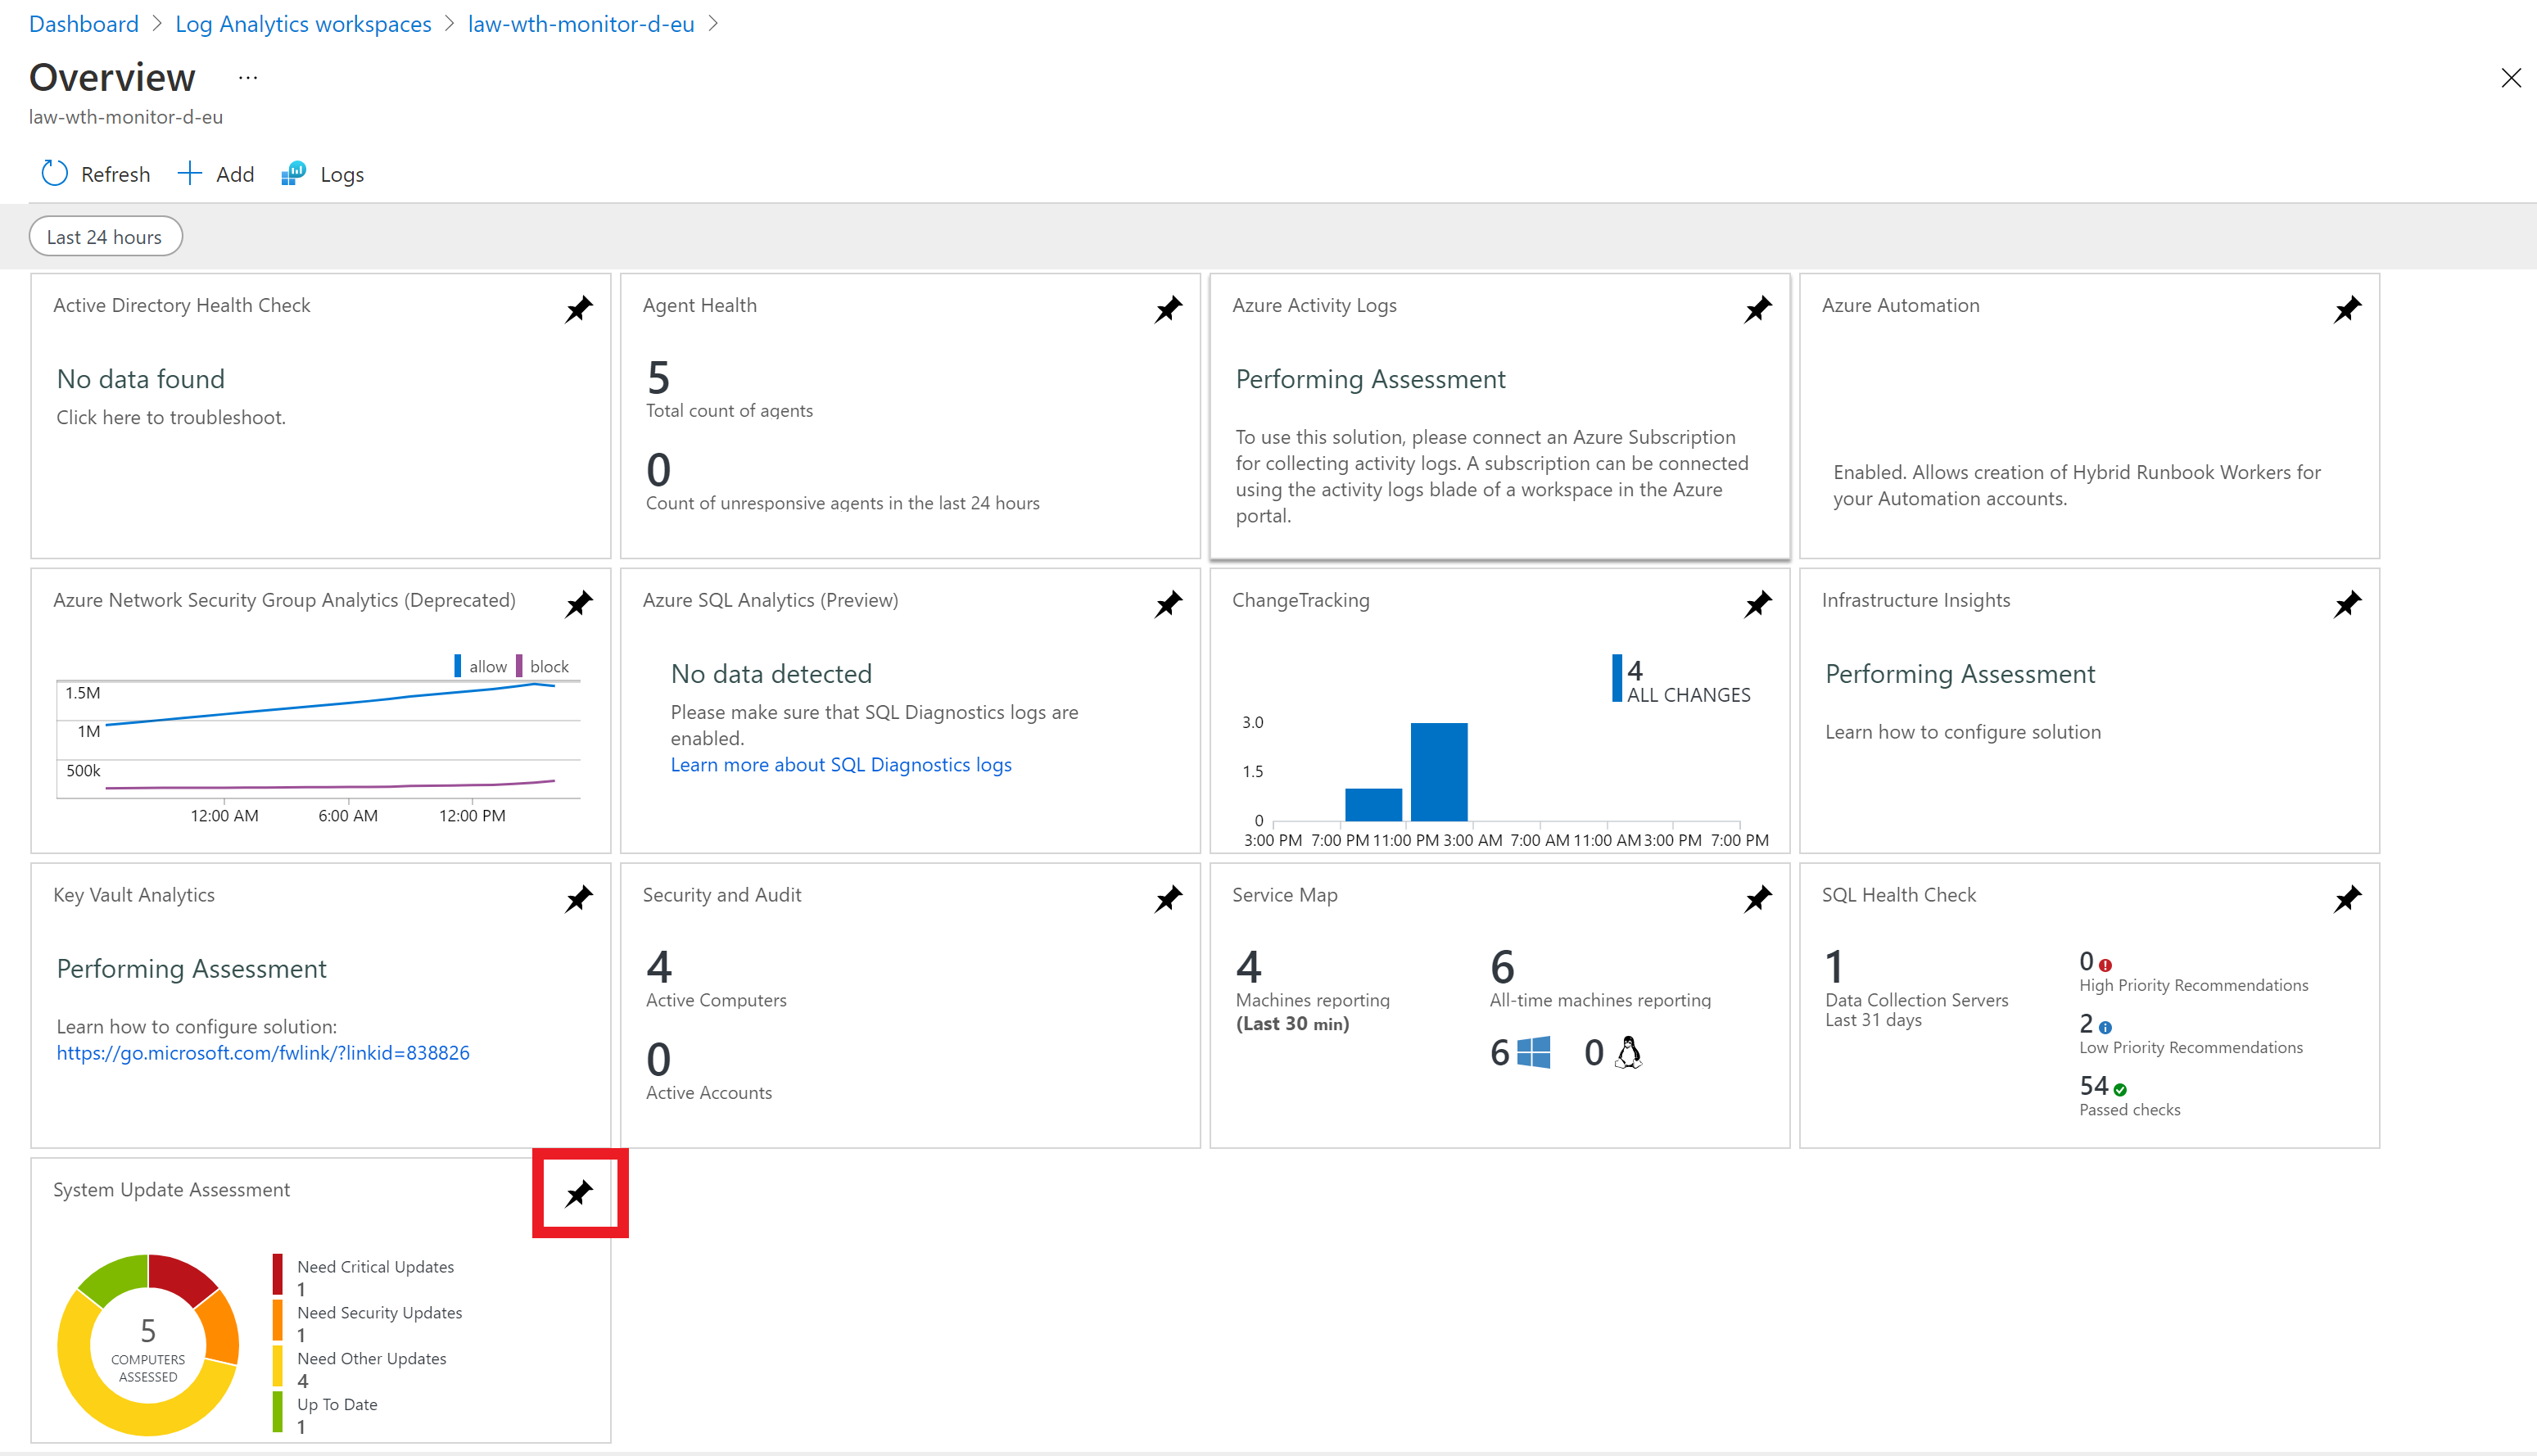 Dashboard > Log Analytics workspaces > law-wth-monitor-d-eu >
Overview ...
law-wth-monitor-d-eu
Refresh + Add Logs
Last 24 hours
Active Directory Health Check
No data found
Click here to troubleshoot.
Agent Health
5
Total count of agents
0
Count of unresponsive agents in the last 24 hours
Azure Activity Logs
Performing Assessment
To use this solution, please connect an Azure Subscription
for collecting activity logs. A subscription can be connected
using the activity logs blade of a workspace in the Azure
portal.
Azure Automation
Enabled. Allows creation of Hybrid Runbook Workers for
your Automation accounts.
Azure Network Security Group Analytics (Deprecated)
allow block
1.5M
1M
500k
12:00 AM 6:00 AM 12:00 PM
Azure SQL Analytics (Preview)
No data detected
Please make sure that SQL Diagnostics logs are
enabled.
Learn more about SQL Diagnostics logs
ChangeTracking
4
ALL CHANGES
3.0
1.5
0
3:00 PM 7:00 PM 11:00 PM 3:00 AM 7:00 AM 11:00 AM 3:00 PM 7:00 PM
Infrastructure Insights
Performing Assessment
Learn how to configure solution
Key Vault Analytics
Performing Assessment
Learn how to configure solution:
https://go.microsoft.com/fwlink/?linkid=838826
Security and Audit
4
Active Computers
0
Active Accounts
Service Map
4
Machines reporting
(Last 30 min)
6
All-time machines reporting
6 0
SQL Health Check
1
Data Collection Servers
Last 31 days
0
High Priority Recommendations
2
Low Priority Recommendations
54
Passed checks
System Update Assessment
5
COMPUTERS
ASSESSED
Need Critical Updates
1
Need Security Updates
1
Need Other Updates
4
Up To Date
1